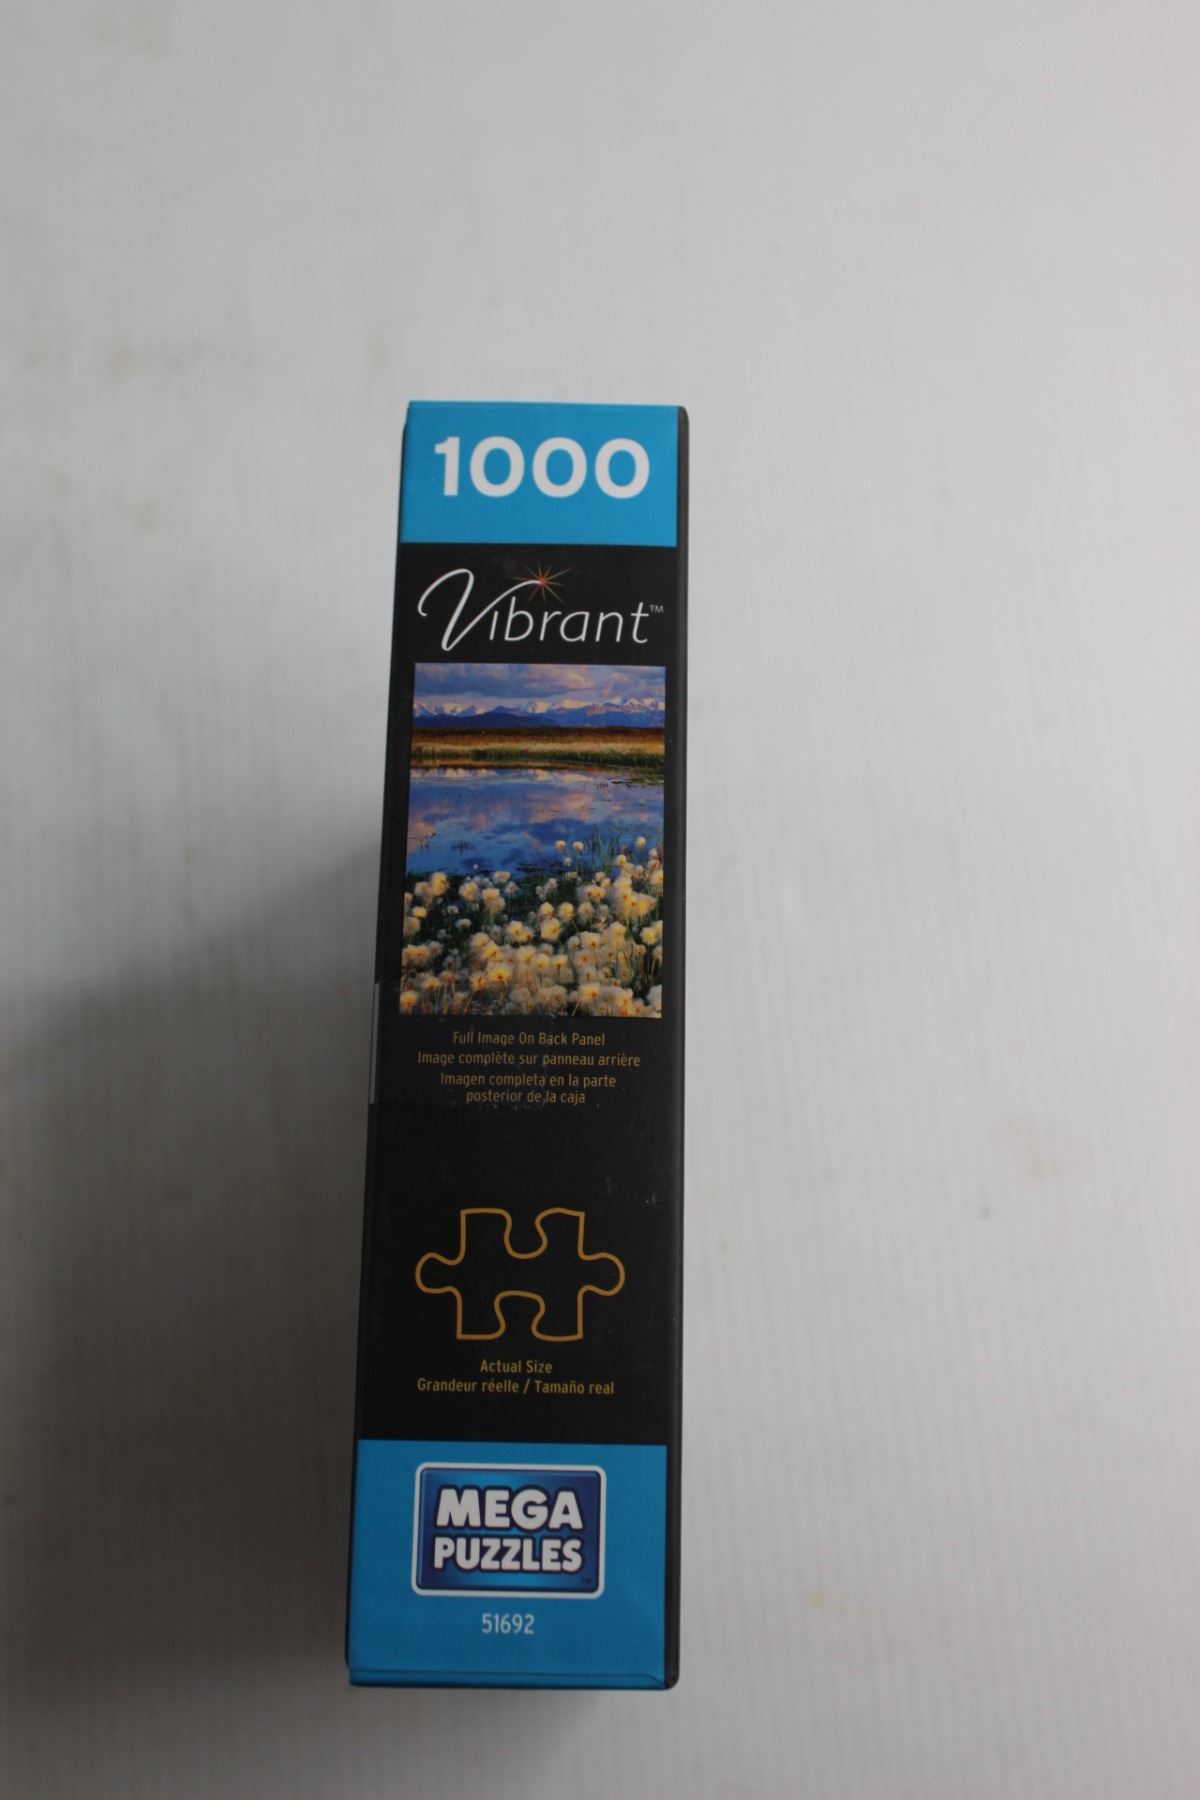 1000
Vibrant™
Full Image On Back Panel
Image complète sur panneau arrière
Imagen completa en la parte
posterior de la caja
Actual Size
Grandeur réelle / Tamaño real
MEGA
PUZZLES™
51692